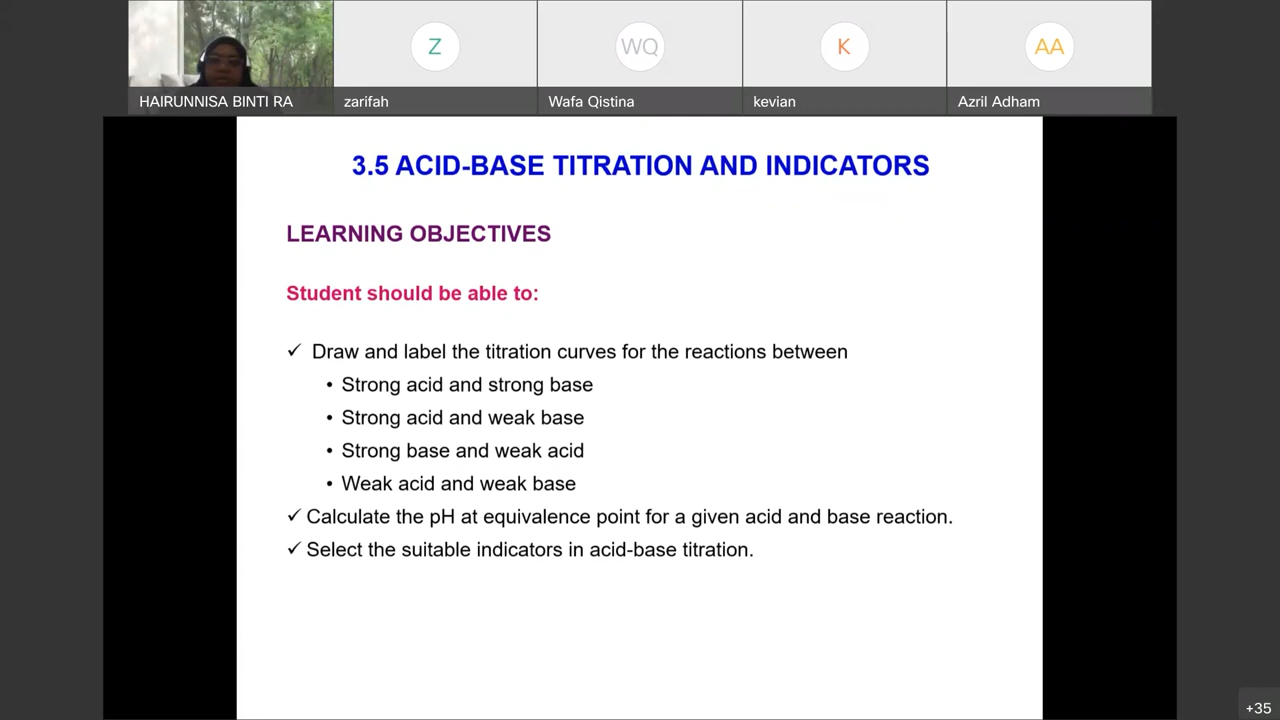 Z
WQ
K
AA
HAIRUNNISA BINTI RA
zarifah
Wafa Qistina
kevian
Azril Adham
3.5 ACID-BASE TITRATION AND INDICATORS
LEARNING OBJECTIVES
Student should be able to:
✓ Draw and label the titration curves for the reactions between
• Strong acid and strong base
• Strong acid and weak base
• Strong base and weak acid
• Weak acid and weak base
✓ Calculate the pH at equivalence point for a given acid and base reaction.
✓ Select the suitable indicators in acid-base titration.
+35